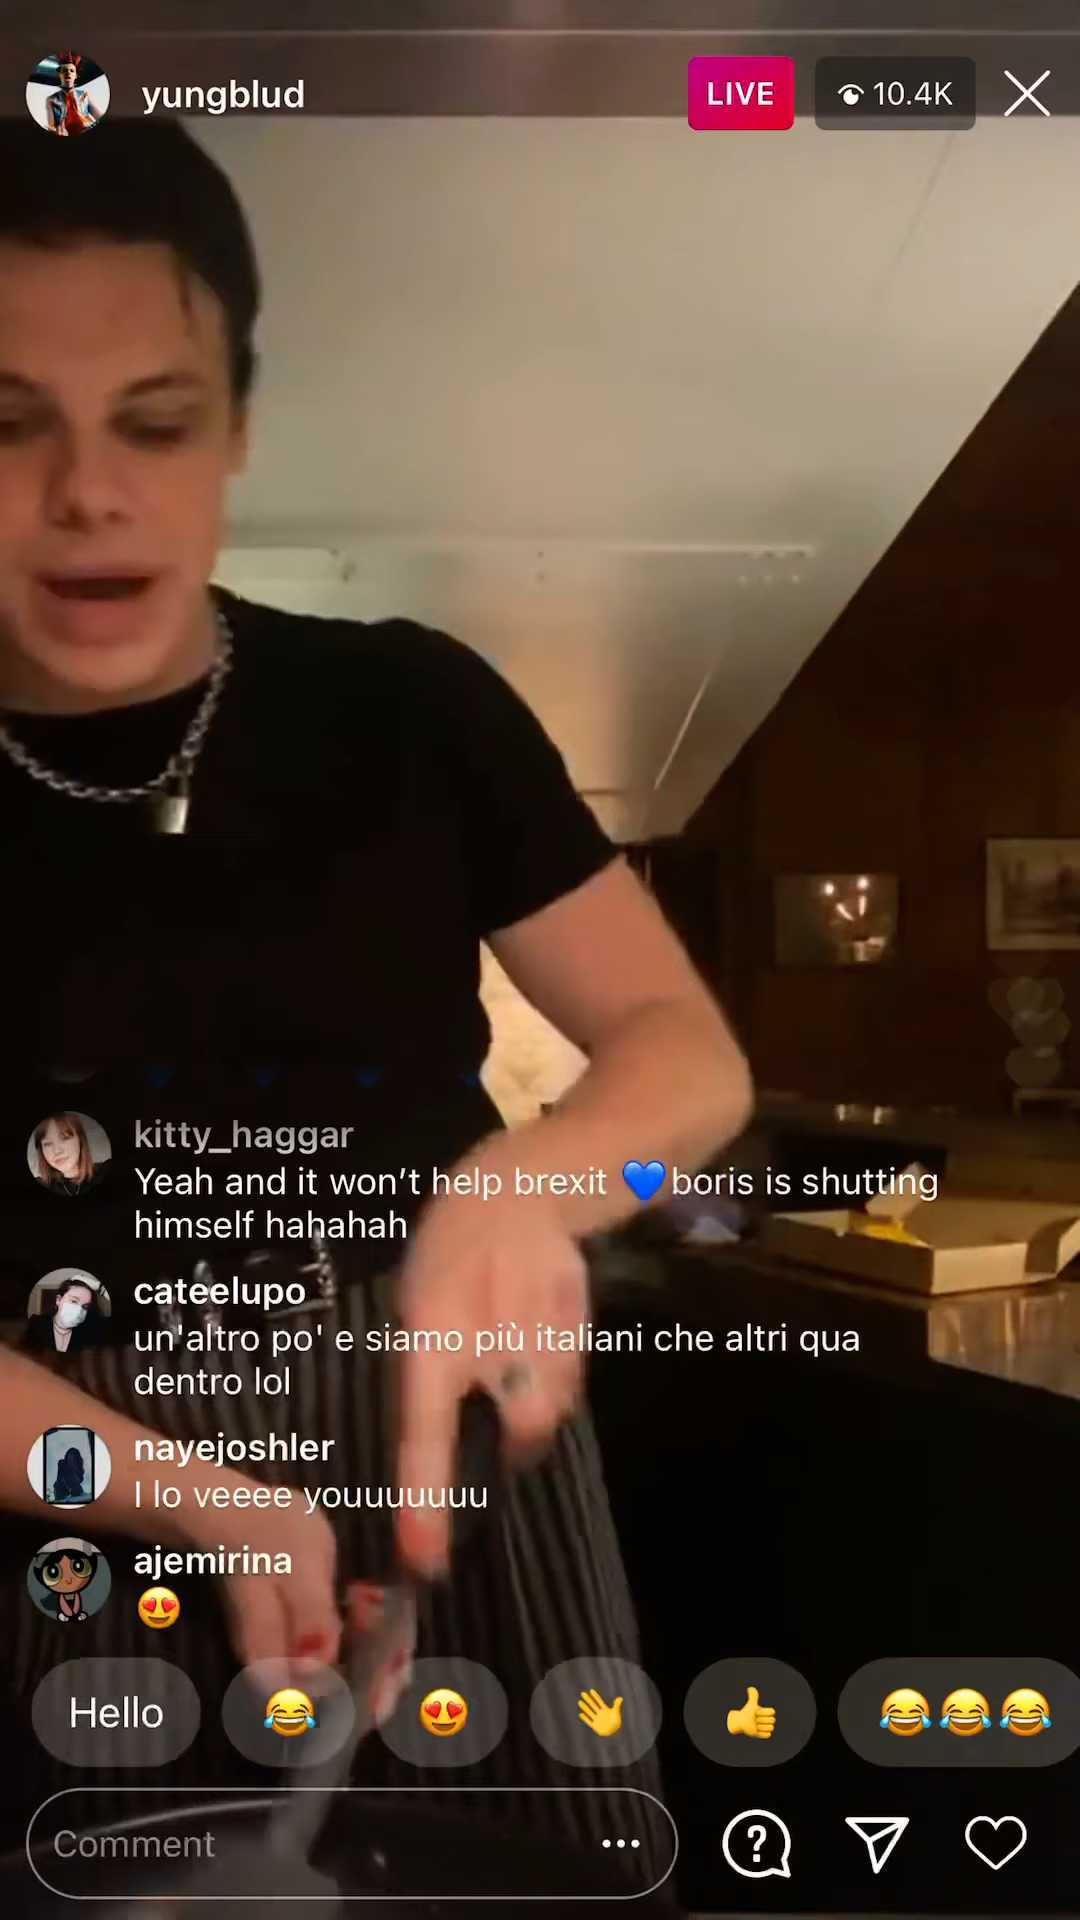 yungblud
LIVE
10.4K
kitty_haggar
Yeah and it won’t help brexit 💙boris is shutting
himself hahahah
cateelupo
un'altro po' e siamo più italiani che altri qua
dentro lol
nayejoshler
I lo veeee youuuuuuu
ajemirina
😍
Hello 😂 😍 👋 👍 😂😂😂
Comment